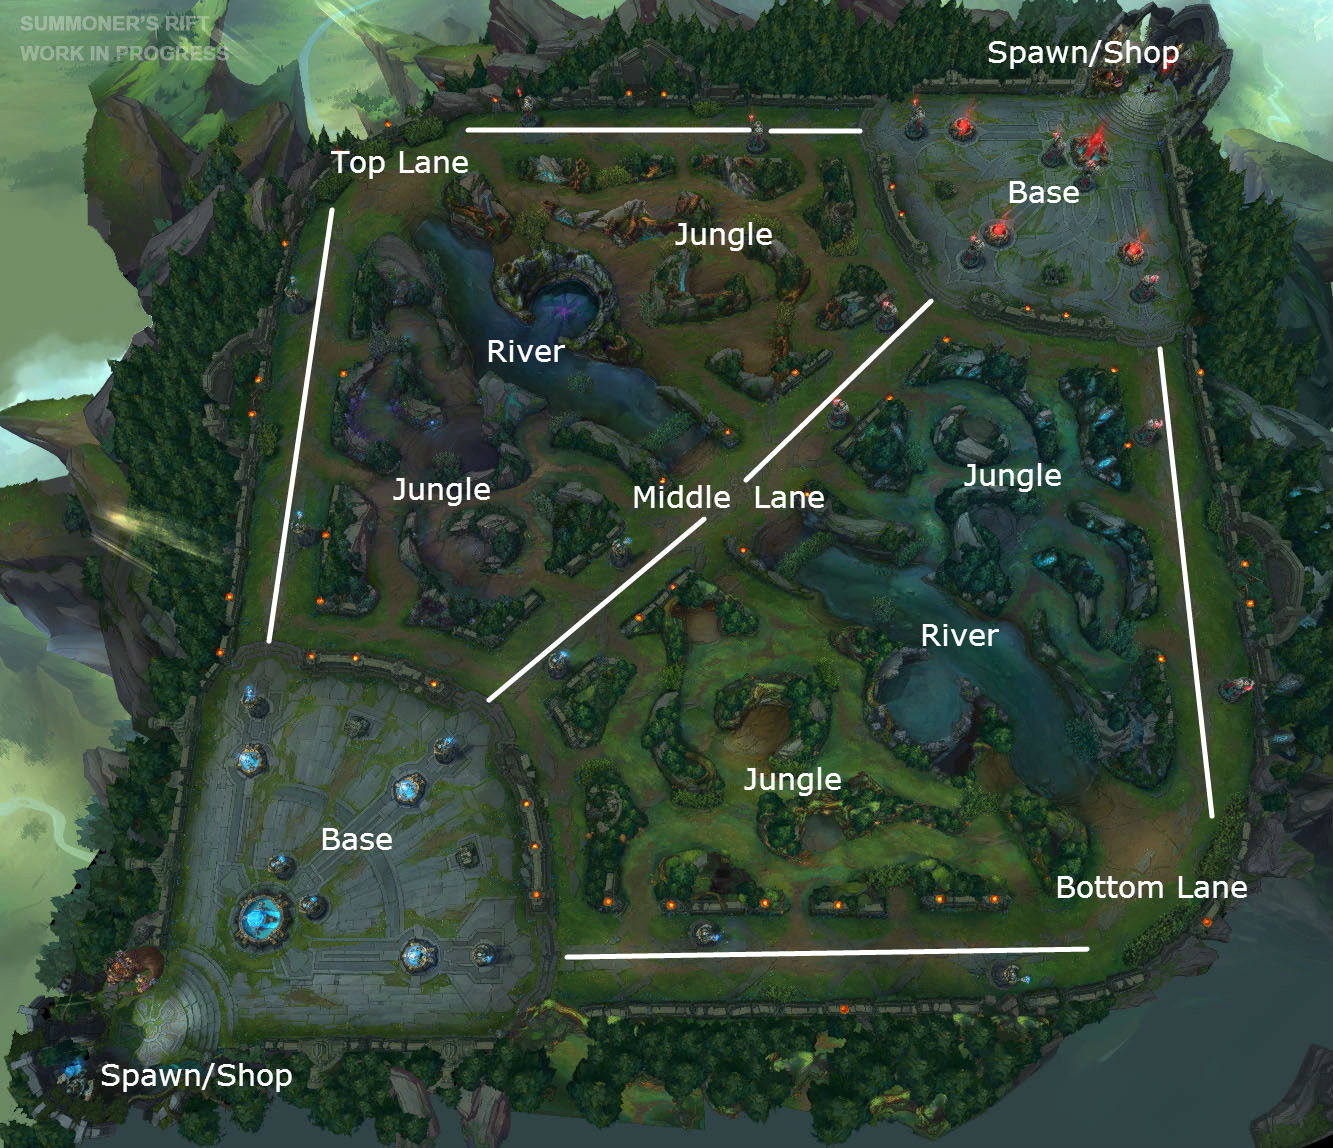 SUMMONER'S RIFT
WORK IN PROGRESS
Spawn/Shop
Top Lane
Base
Jungle
River
Jungle
Middle Lane
Jungle
River
Jungle
Base
Bottom Lane
Spawn/Shop